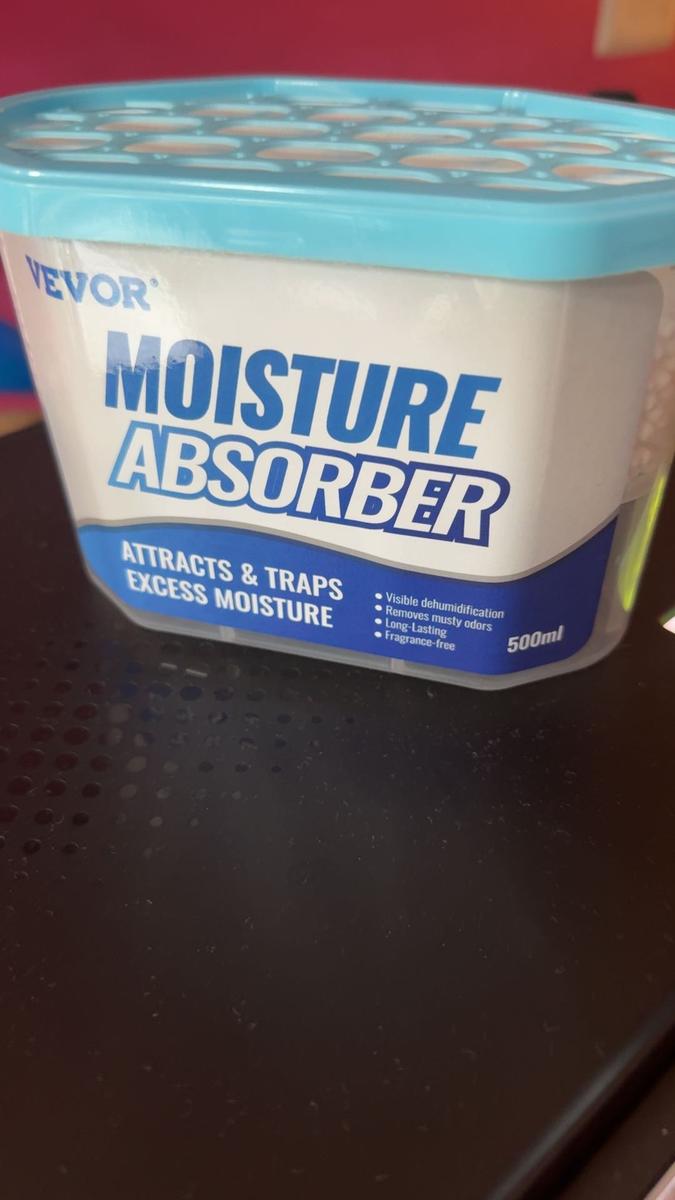 VEVOR®
MOISTURE
ABSORBER
ATTRACTS & TRAPS
EXCESS MOISTURE
• Visible dehumidification
• Removes musty odors
• Long-Lasting
• Fragrance-free
500ml